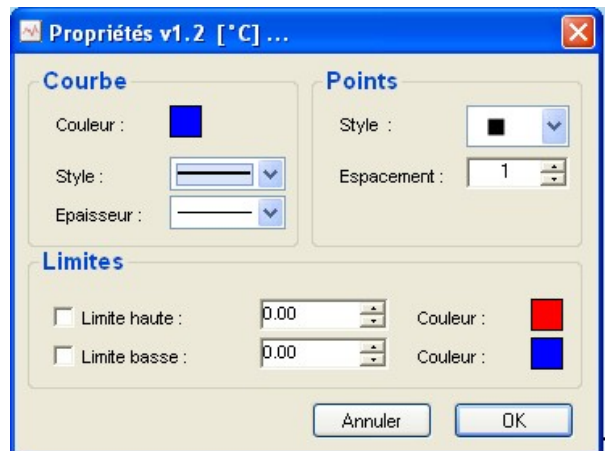 Propriétés v1.2 [°C] ...
Courbe
Couleur :
Style :
Epaisseur :
Points
Style :
Espacement : 1
Limites
Limite haute : 0.00 Couleur :
Limite basse : 0.00 Couleur :
Annuler OK